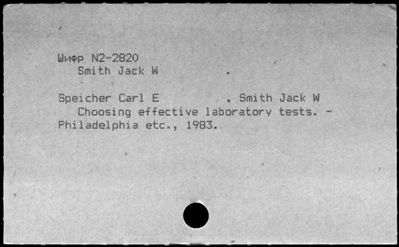 Шифр N2-2820
Smith Jack W .
Speicher Carl E . Smith Jack W
Choosing effective laboratory tests. -
Philadelphia etc., 1983.